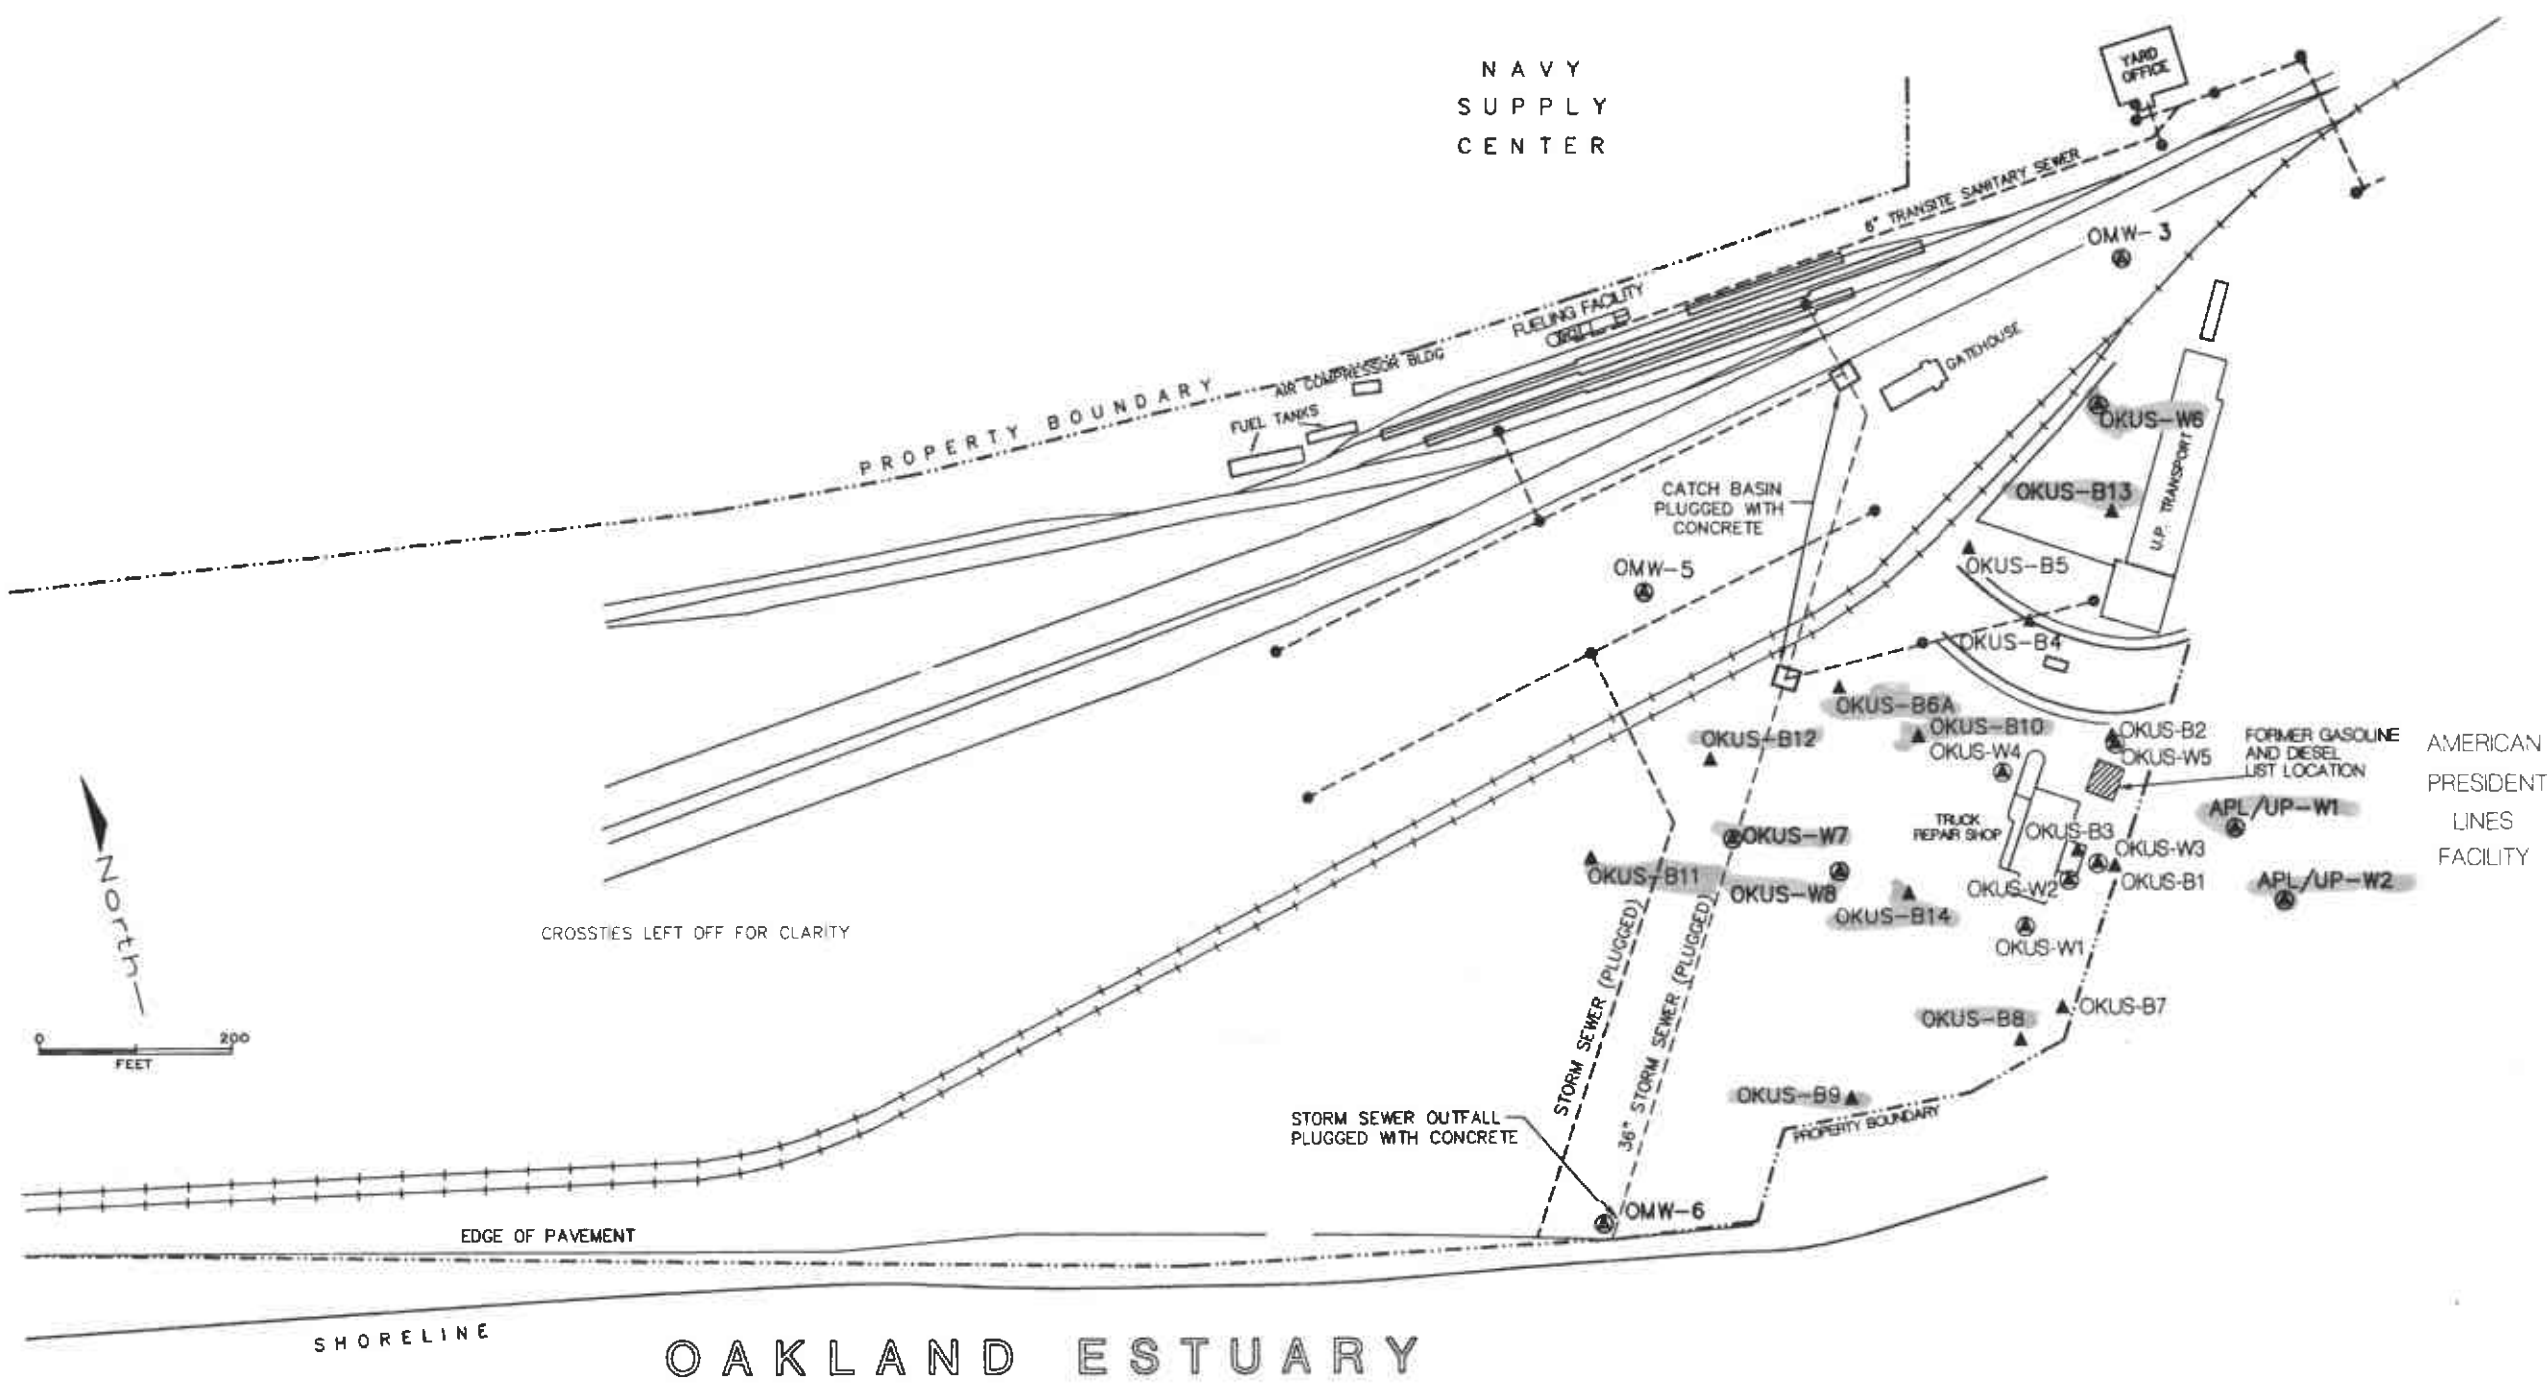 NAVY
SUPPLY
CENTER
YARD
OFFICE
6" TRANSITE SANITARY SEWER
OMW-3
FUELING FACILITY
GATEHOUSE
AIR COMPRESSOR BLDG
PROPERTY BOUNDARY
FUEL TANKS
OKUS-W6
CATCH BASIN
PLUGGED WITH
CONCRETE
OKUS-B13
U.P. TRANSPORT
OMW-5
OKUS-B5
OKUS-B4
OKUS-B6A
OKUS-B10
OKUS-B12
OKUS-W4
OKUS-B2
OKUS-W5
FORMER GASOLINE
AND DIESEL
UST LOCATION
AMERICAN
PRESIDENT
LINES
FACILITY
APL/UP-W1
TRUCK
REPAIR SHOP
OKUS-B3
OKUS-W7
OKUS-W3
OKUS-B11
OKUS-W8
OKUS-W2
OKUS-B1
APL/UP-W2
OKUS-B14
North
CROSSTIES LEFT OFF FOR CLARITY
OKUS-W1
STORM SEWER (PLUGGED)
36" STORM SEWER (PLUGGED)
OKUS-B7
OKUS-B8
0 200
FEET
OKUS-B9
STORM SEWER OUTFALL
PLUGGED WITH CONCRETE
PROPERTY BOUNDARY
OMW-6
EDGE OF PAVEMENT
SHORELINE
OAKLAND ESTUARY